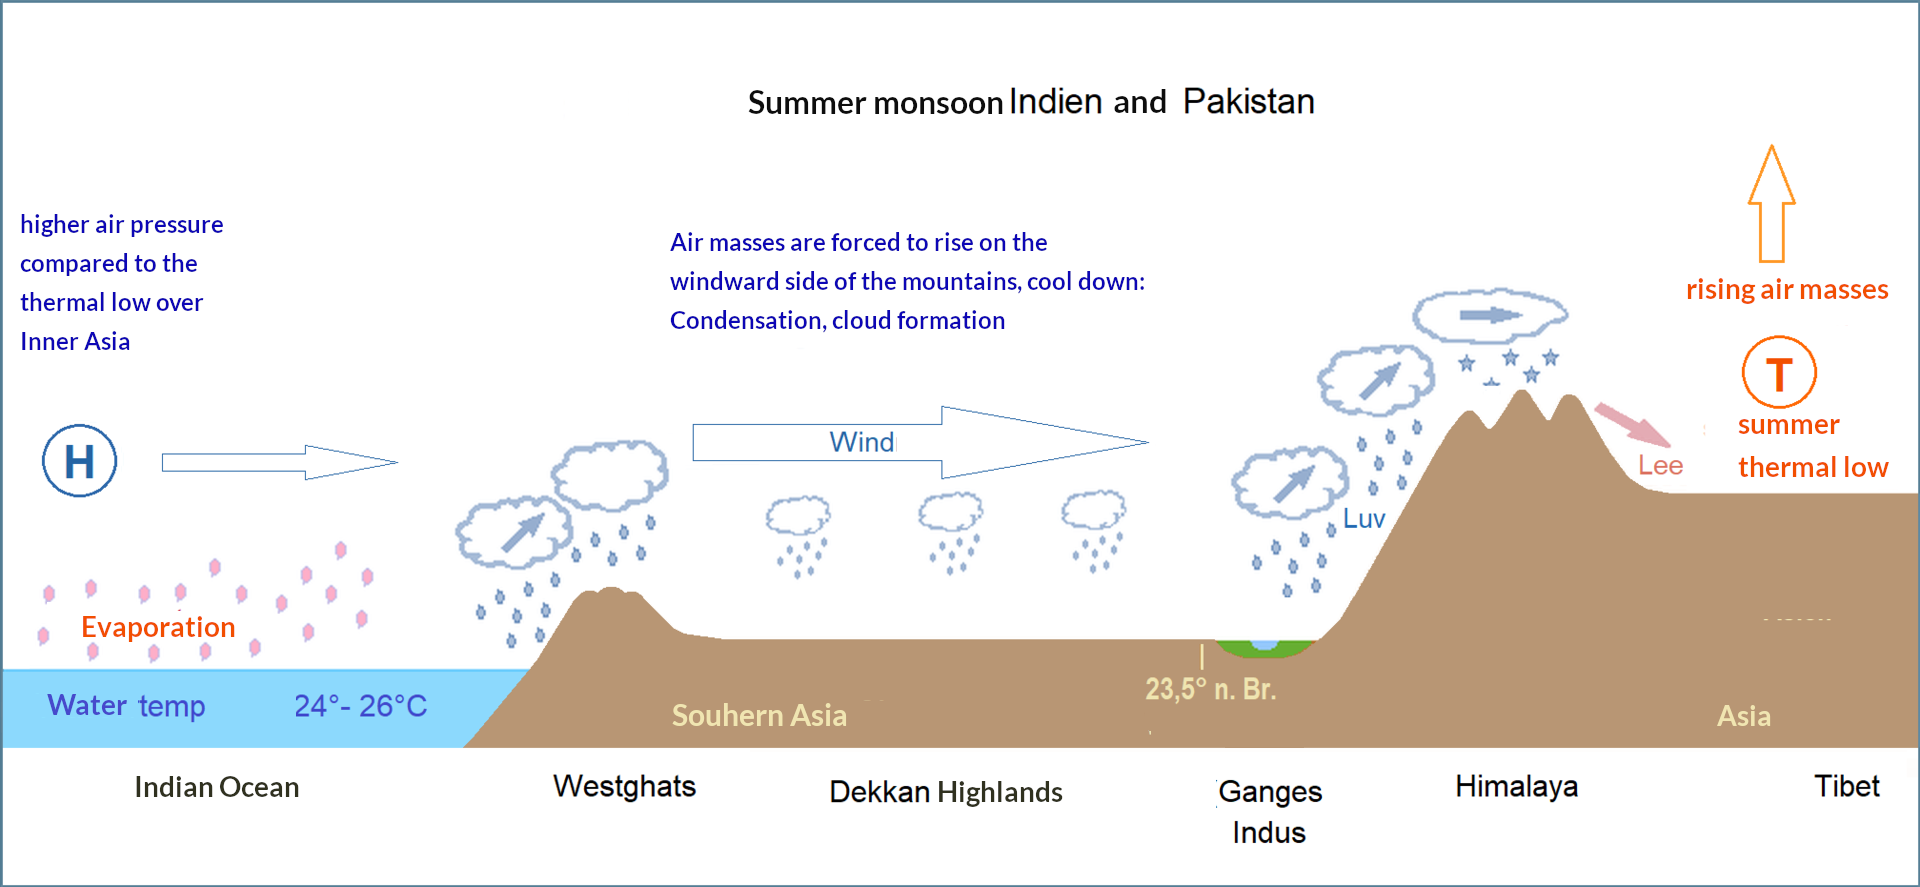 Summer monsoon Indien and Pakistan
higher air pressure
compared to the
thermal low over
Inner Asia
Air masses are forced to rise on the
windward side of the mountains, cool down:
Condensation, cloud formation
rising air masses
T
summer
thermal low
H
Wind
Lee
Luv
Evaporation
Water temp 24°- 26°C
23,5° n. Br.
Souhern Asia
Asia
Indian Ocean
Westghats
Dekkan Highlands
Ganges
Indus
Himalaya
Tibet